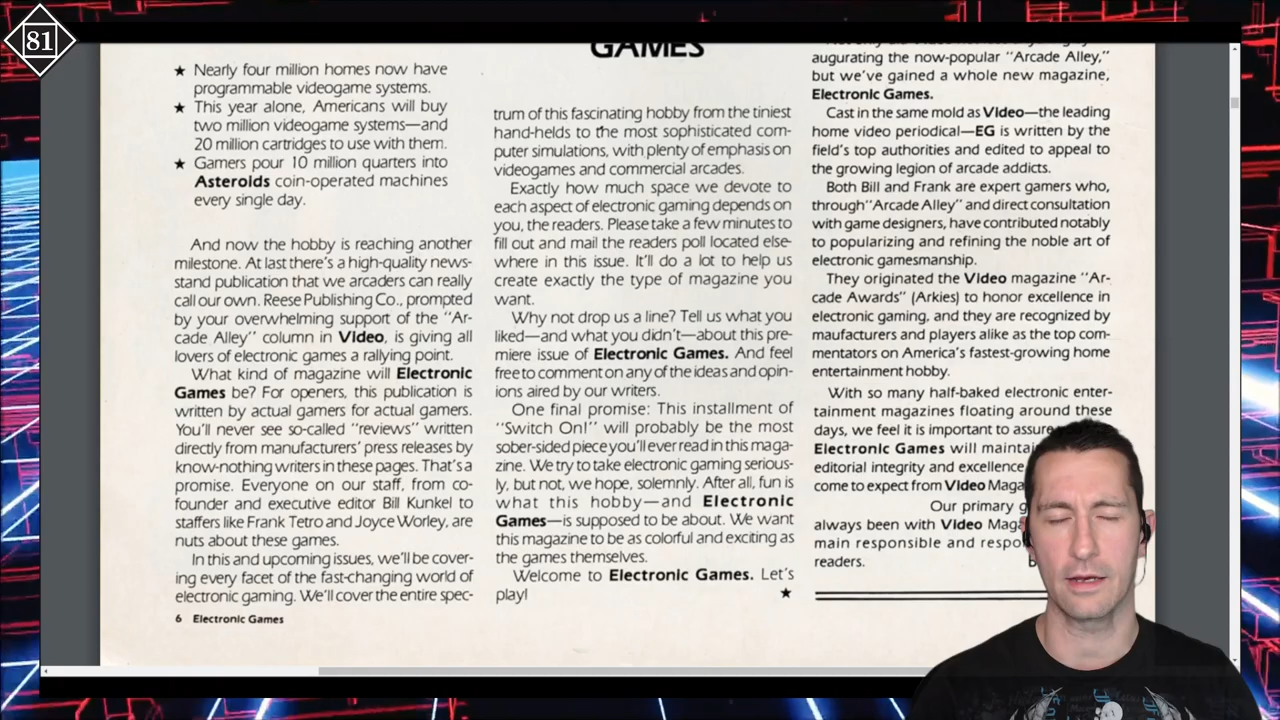 81
★ Nearly four million homes now have
programmable videogame systems.
★ This year alone, Americans will buy
two million videogame systems—and
20 million cartridges to use with them.
★ Gamers pour 10 million quarters into
Asteroids coin-operated machines
every single day.
And now the hobby is reaching another
milestone. At last there's a high-quality news-
stand publication that we arcaders can really
call our own. Reese Publishing Co., prompted
by your overwhelming support of the "Ar-
cade Alley" column in Video, is giving all
lovers of electronic games a rallying point.
What kind of magazine will Electronic
Games be? For openers, this publication is
written by actual gamers for actual gamers.
You'll never see so-called "reviews" written
directly from manufacturers' press releases by
know-nothing writers in these pages. That's a
promise. Everyone on our staff, from co-
founder and executive editor Bill Kunkel to
staffers like Frank Tetro and Joyce Worley, are
nuts about these games.
In this and upcoming issues, we'll be cover-
ing every facet of the fast-changing world of
electronic gaming. We'll cover the entire spec-
6 Electronic Games
GAMES
trum of this fascinating hobby from the tiniest
hand-helds to the most sophisticated com-
puter simulations, with plenty of emphasis on
videogames and commercial arcades.
Exactly how much space we devote to
each aspect of electronic gaming depends on
you, the readers. Please take a few minutes to
fill out and mail the readers poll located else-
where in this issue. It'll do a lot to help us
create exactly the type of magazine you
want.
Why not drop us a line? Tell us what you
liked—and what you didn't—about this pre-
miere issue of Electronic Games. And feel
free to comment on any of the ideas and opin-
ions aired by our writers.
One final promise: This installment of
"Switch On!" will probably be the most
sober-sided piece you'll ever read in this maga-
zine. We try to take electronic gaming serious-
ly, but not, we hope, solemnly. After all, fun is
what this hobby—and Electronic
Games—is supposed to be about. We want
this magazine to be as colorful and exciting as
the games themselves.
Welcome to Electronic Games. Let's
play! ★
augurating the now-popular "Arcade Alley,"
but we've gained a whole new magazine,
Electronic Games.
Cast in the same mold as Video—the leading
home video periodical—EG is written by the
field's top authorities and edited to appeal to
the growing legion of arcade addicts.
Both Bill and Frank are expert gamers who,
through "Arcade Alley" and direct consultation
with game designers, have contributed notably
to popularizing and refining the noble art of
electronic gamesmanship.
They originated the Video magazine "Ar-
cade Awards" (Arkies) to honor excellence in
electronic gaming, and they are recognized by
maufacturers and players alike as the top com-
mentators on America's fastest-growing home
entertainment hobby.
With so many half-baked electronic enter-
tainment magazines floating around these
days, we feel it is important to assure
Electronic Games will
editorial integrity and excellence
come to expect from Video
Our primary
always been with Video
main responsible and
readers.